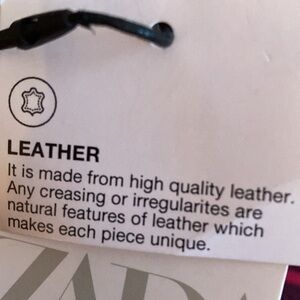 LEATHER
It is made from high quality leather.
Any creasing or irregularites are
natural features of leather which
makes each piece unique.
ZARA